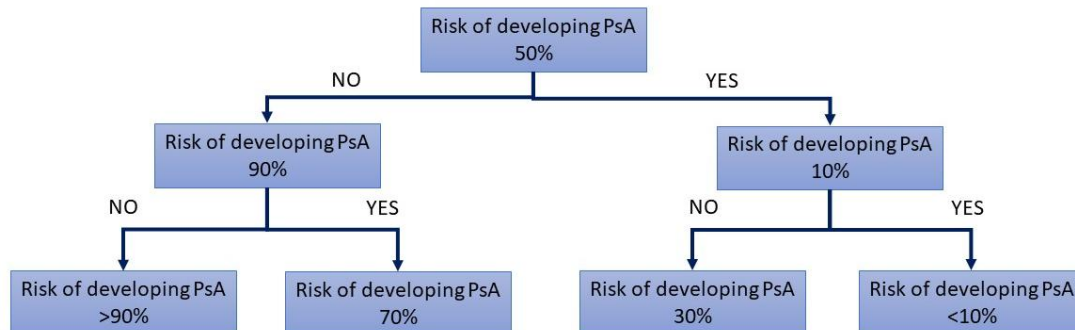 Risk of developing PsA
50%
NO
YES
Risk of developing PsA
90%
Risk of developing PsA
10%
NO
YES
NO
YES
Risk of developing PsA
>90%
Risk of developing PsA
70%
Risk of developing PsA
30%
Risk of developing PsA
<10%